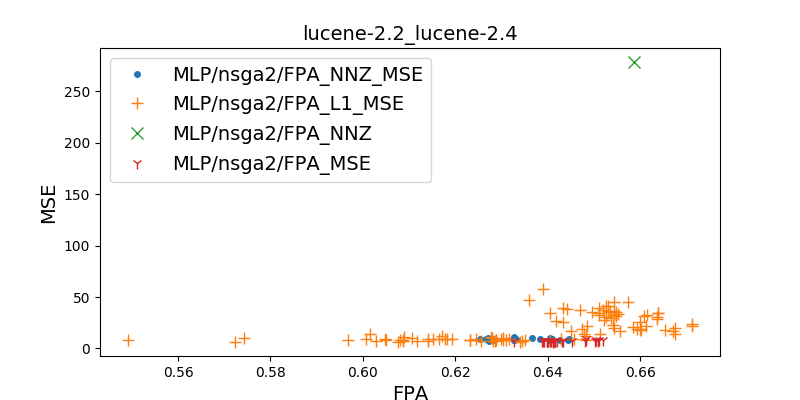 lucene-2.2_lucene-2.4
MLP/nsga2/FPA_NNZ_MSE
MLP/nsga2/FPA_L1_MSE
MLP/nsga2/FPA_NNZ
MLP/nsga2/FPA_MSE
MSE
250
200
150
100
50
0
0.56 0.58 0.60 0.62 0.64 0.66
FPA